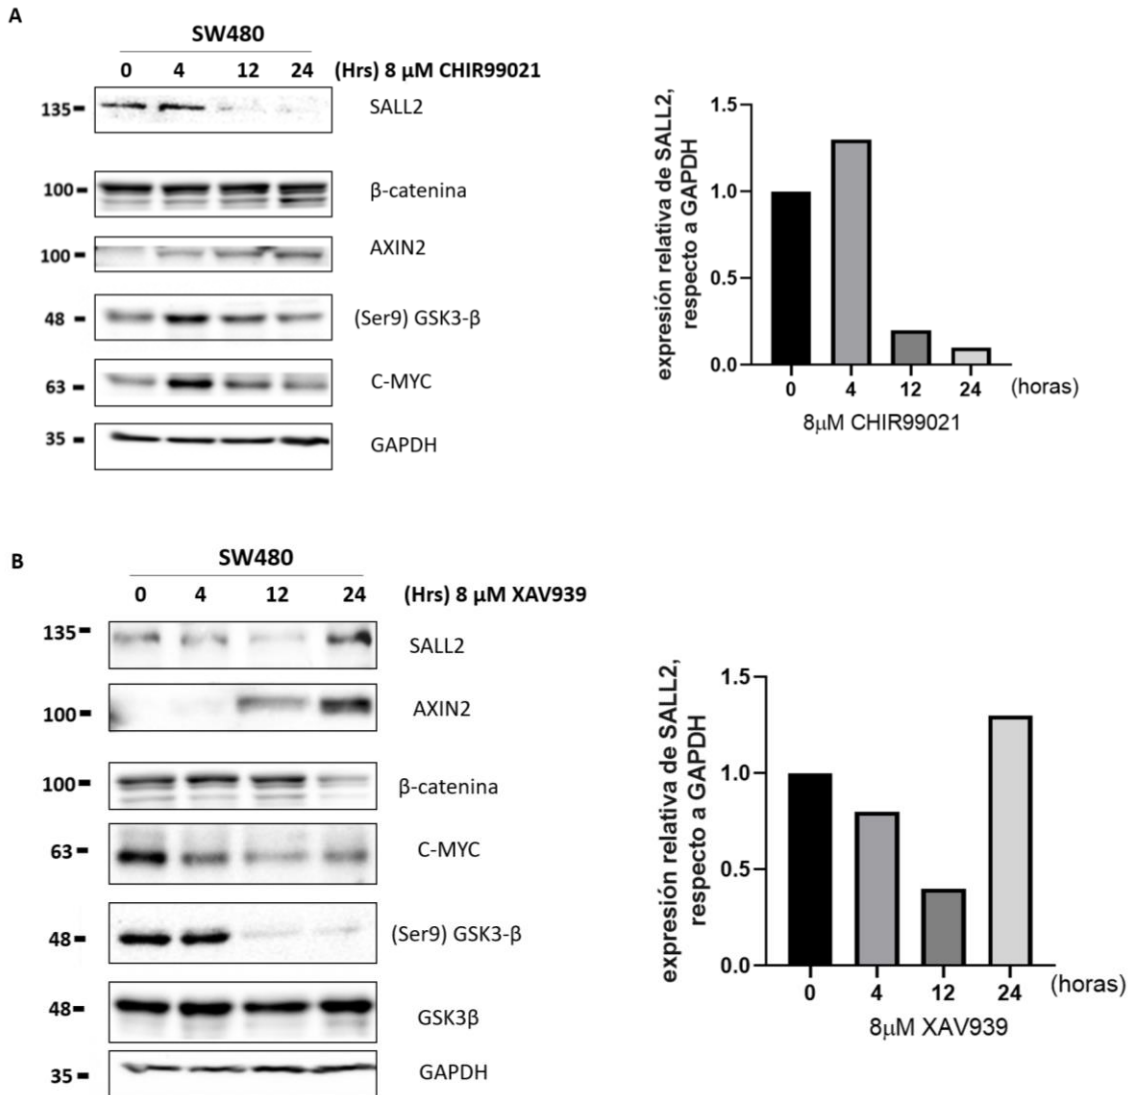 A
SW480
0 4 12 24 (Hrs) 8 μM CHIR99021
135 SALL2
100 β-catenina
100 AXIN2
48 (Ser9) GSK3-β
63 C-MYC
35 GAPDH
expresión relativa de SALL2,
respecto a GAPDH
1.5
1.0
0.5
0.0
0 4 12 24 (horas)
8μM CHIR99021
B
SW480
0 4 12 24 (Hrs) 8 μM XAV939
135 SALL2
100 AXIN2
100 β-catenina
63 C-MYC
48 (Ser9) GSK3-β
48 GSK3β
35 GAPDH
expresión relativa de SALL2,
respecto a GAPDH
1.5
1.0
0.5
0.0
0 4 12 24 (horas)
8μM XAV939